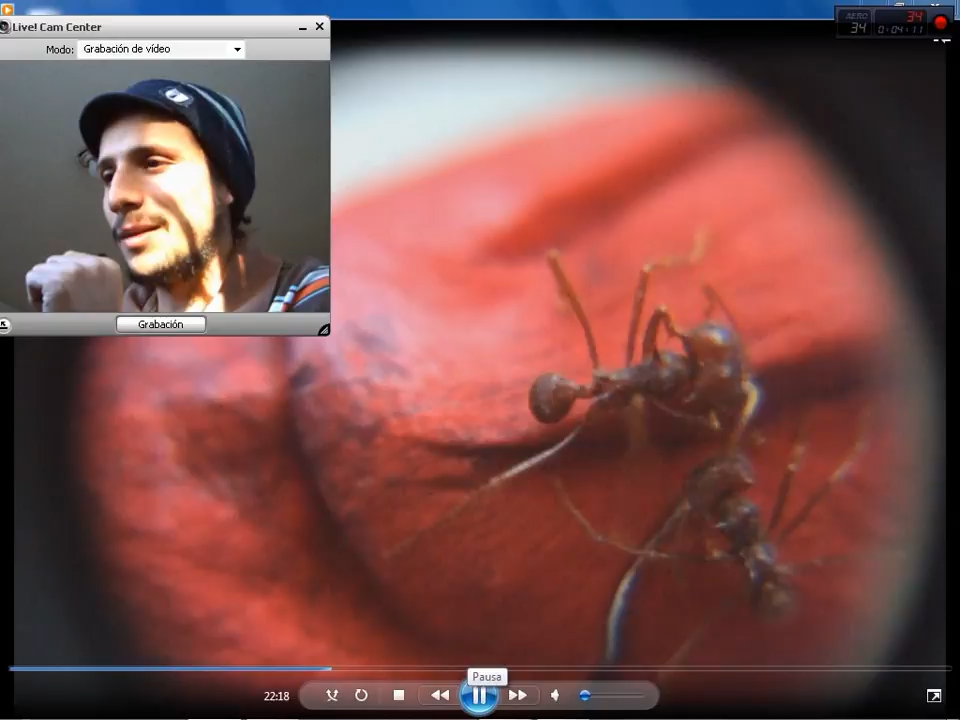 Live! Cam Center
Modo: Grabación de vídeo
Grabación
AERO
34
34
0:04:11
Pausa
22:18